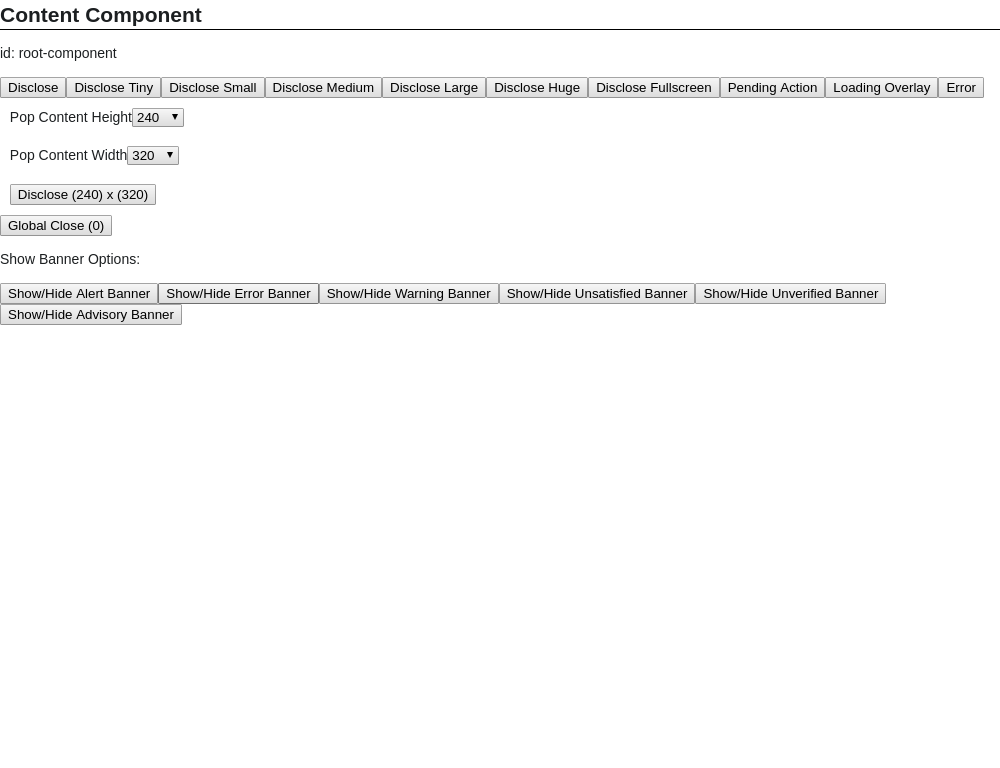 Content Component
id: root-component
Disclose Disclose Tiny Disclose Small Disclose Medium Disclose Large Disclose Huge Disclose Fullscreen Pending Action Loading Overlay Error
Pop Content Height 240
Pop Content Width 320
Disclose (240) x (320)
Global Close (0)
Show Banner Options:
Show/Hide Alert Banner Show/Hide Error Banner Show/Hide Warning Banner Show/Hide Unsatisfied Banner Show/Hide Unverified Banner
Show/Hide Advisory Banner